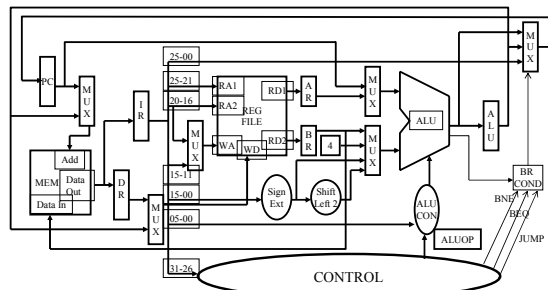 25-00
M U X
PC
25-21
RA1
RD1
A R
M U X
M U X
I R
20-16
RA2
REG FILE
M U X
ALU
A L U
RD2
B R
4
M U X
WA
WD
Add
MEM
Data Out
Data In
D R
M U X
15-11
15-00
Sign Ext
Shift Left 2
BR COND
05-00
ALU CON
ALUOP
BNE
BEQ
JUMP
31-26
CONTROL